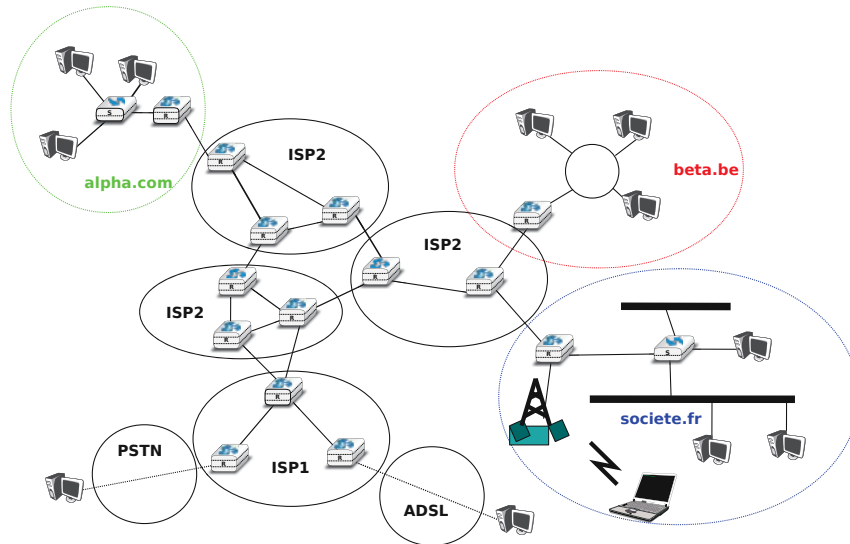 S
R
alpha.com
R
ISP2
R
R
beta.be
R
ISP2
R
R
R
ISP2
R
R
R
S
societe.fr
R
PSTN
R
R
ISP1
ADSL